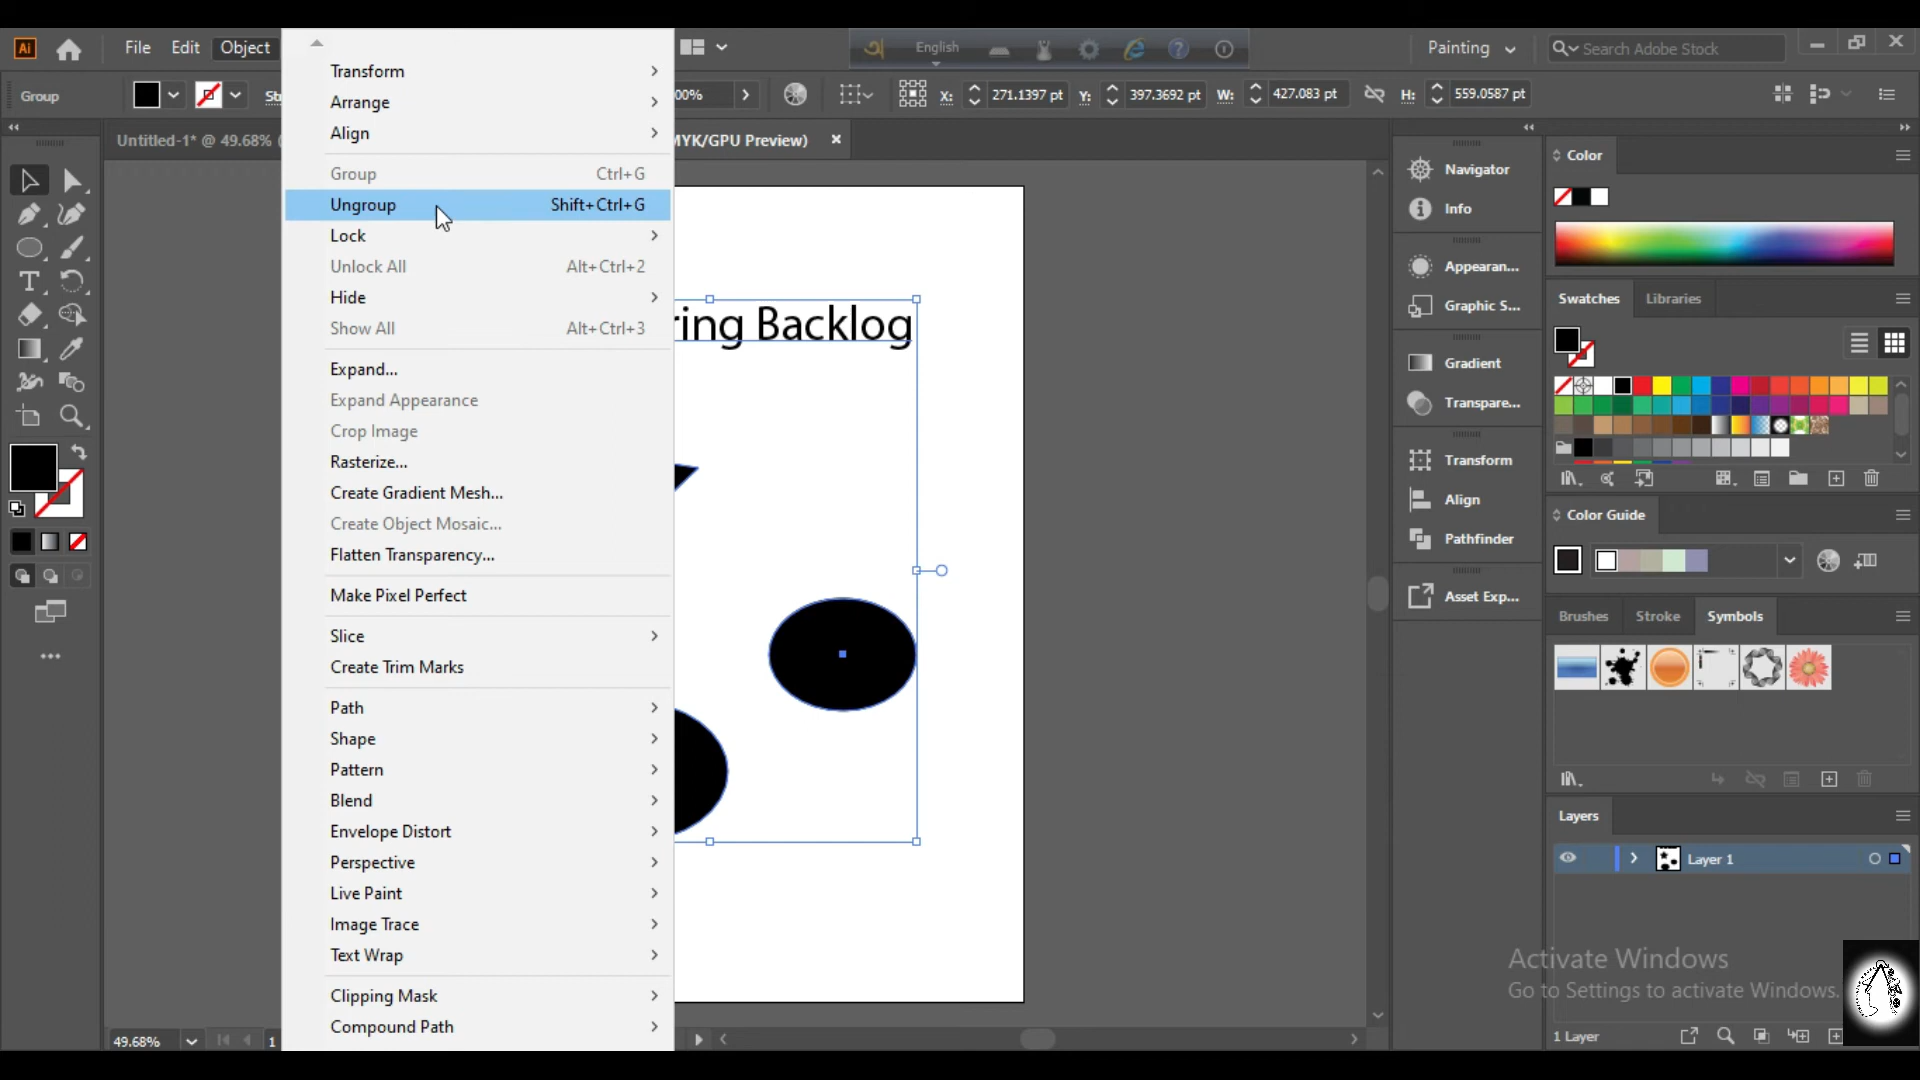 Ai
File Edit Object
English
Painting
Search Adobe Stock
Group
00%
X: 271.1397 pt Y: 397.3692 pt W: 427.083 pt H: 559.0587 pt
Untitled-1* @ 49.68% (
MYK/GPU Preview)
Transform
Arrange
Align
Group Ctrl+G
Ungroup Shift+Ctrl+G
Lock
Unlock All Alt+Ctrl+2
Hide
Show All Alt+Ctrl+3
Expand...
Expand Appearance
Crop Image
Rasterize...
Create Gradient Mesh...
Create Object Mosaic...
Flatten Transparency...
Make Pixel Perfect
Slice
Create Trim Marks
Path
Shape
Pattern
Blend
Envelope Distort
Perspective
Live Paint
Image Trace
Text Wrap
Clipping Mask
Compound Path
ring Backlog
Navigator
Info
Appearan...
Graphic S...
Gradient
Transpare...
Transform
Align
Pathfinder
Asset Exp...
Color
Swatches Libraries
Color Guide
Brushes Stroke Symbols
Layers
Layer 1
Activate Windows
Go to Settings to activate Windows.
1 Layer
49.68%
1